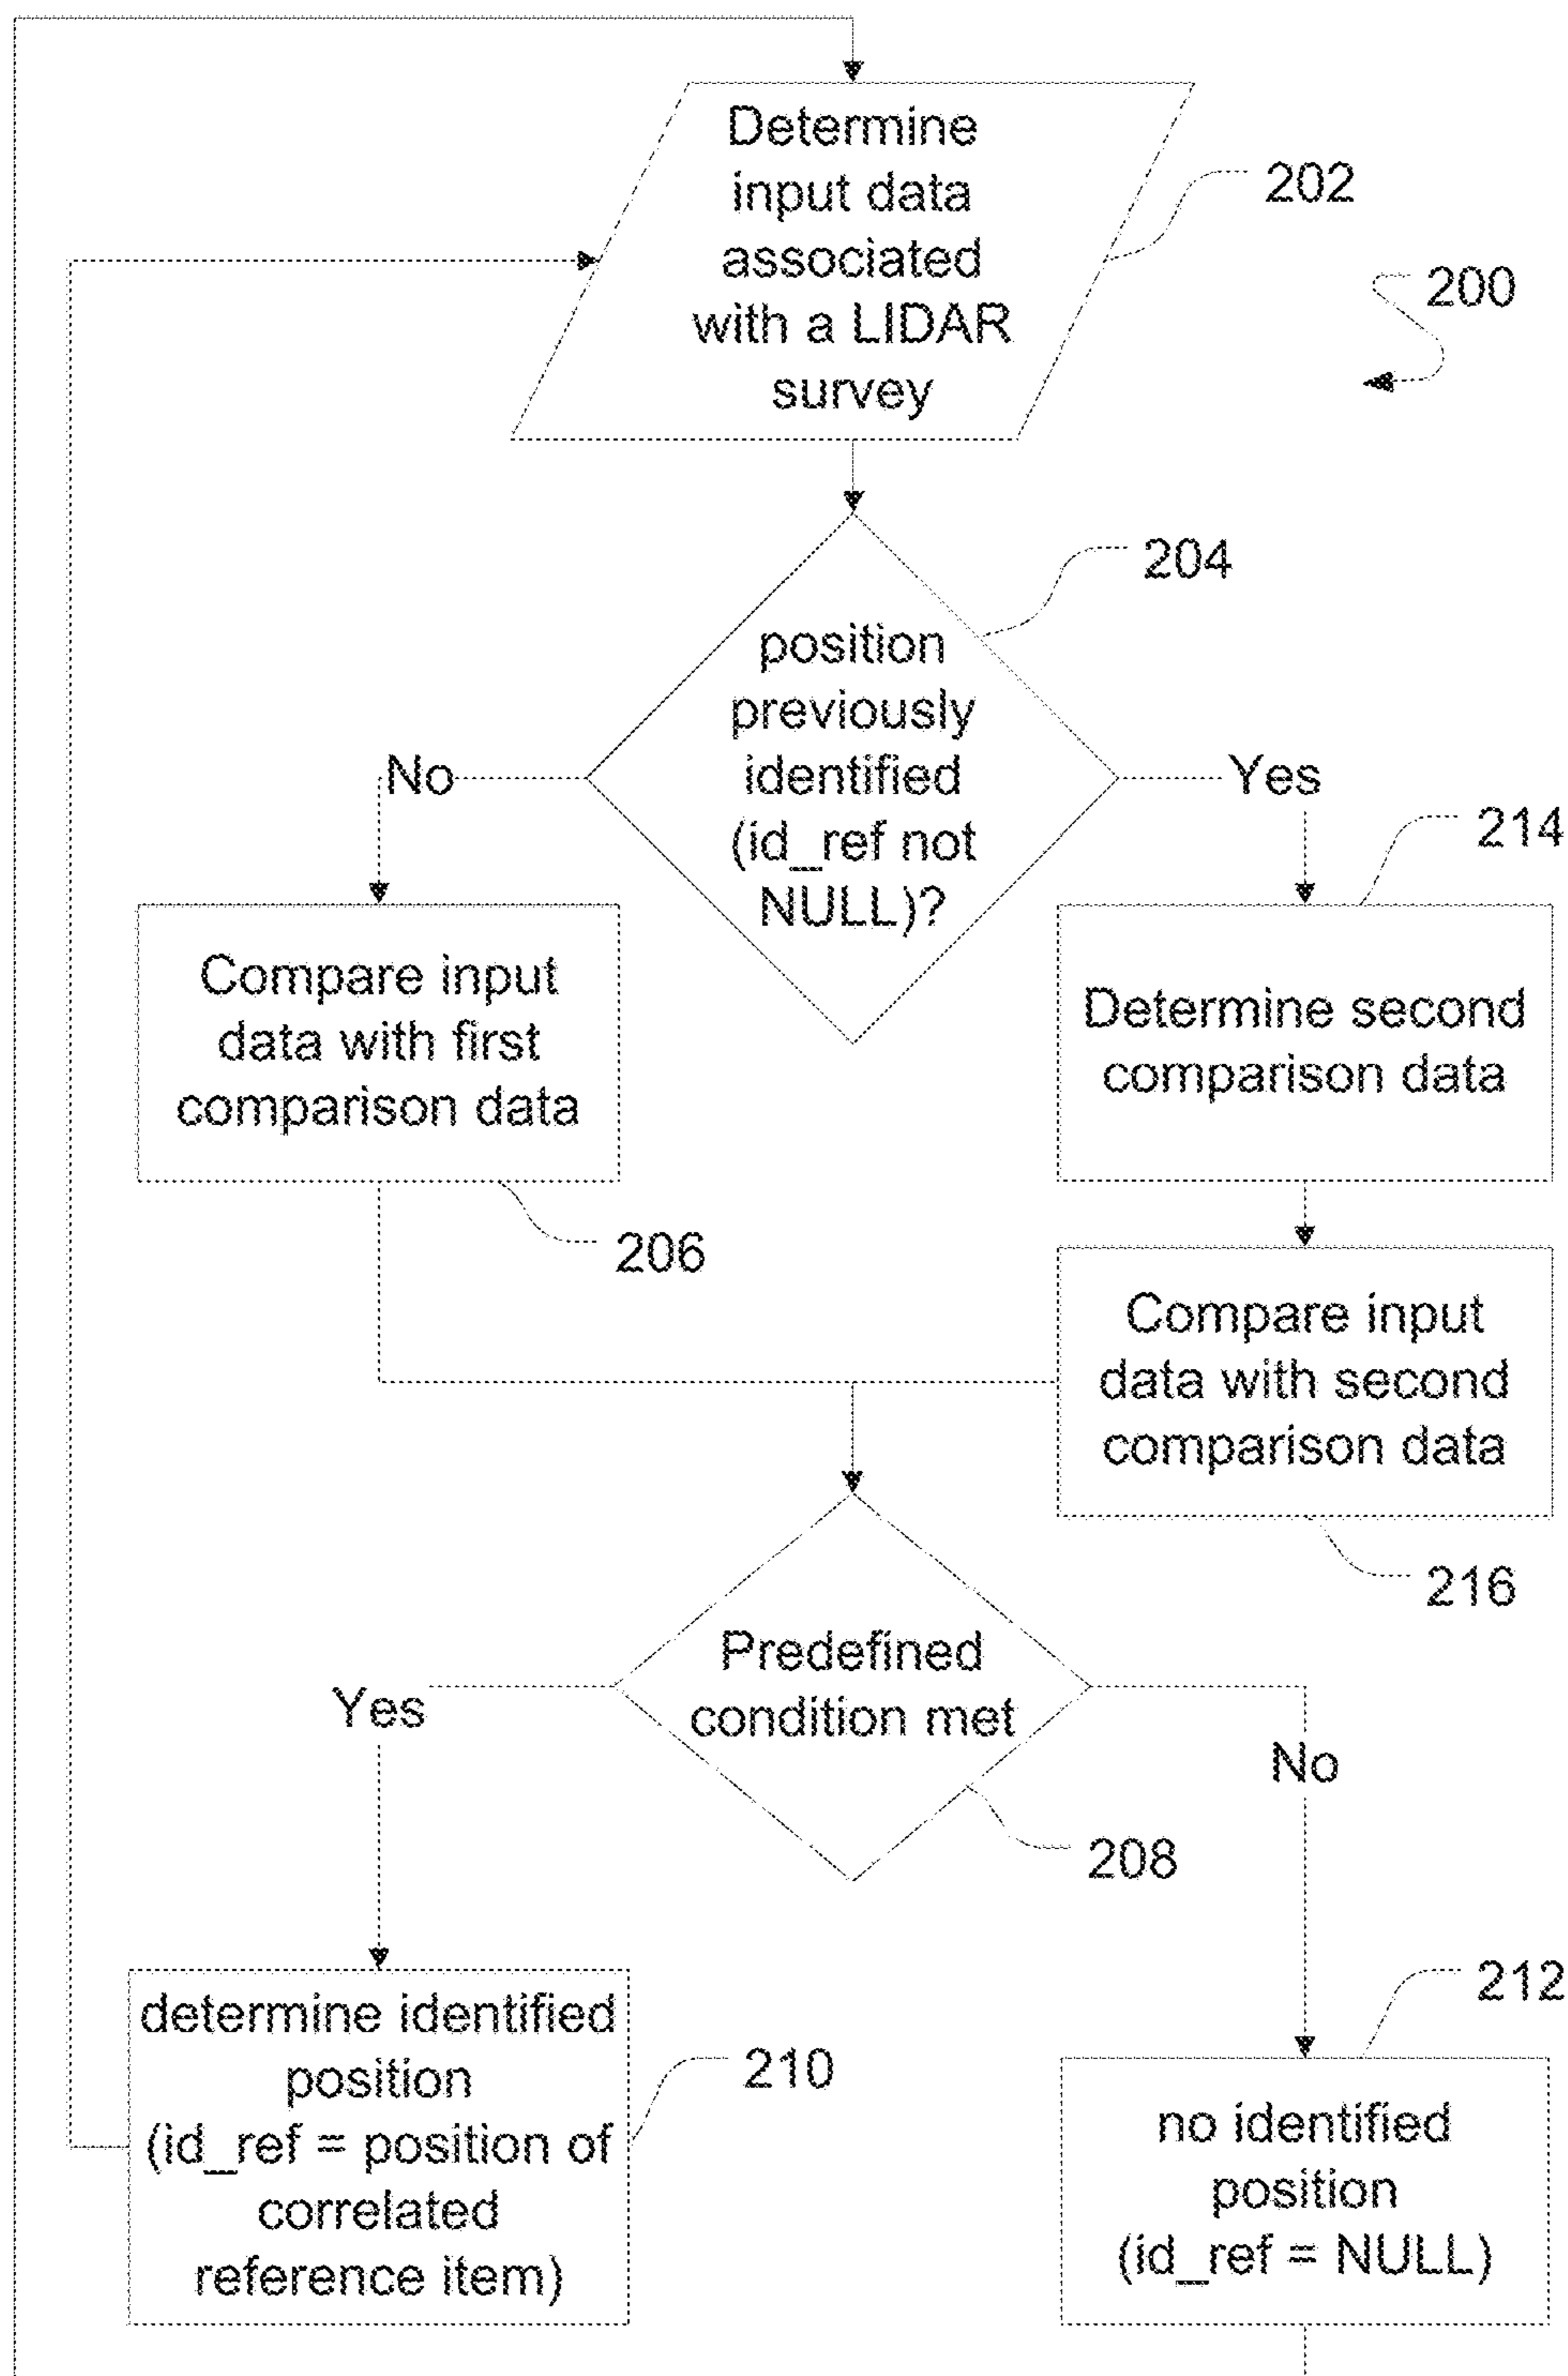 Determine
input data
associated
with a LIDAR
survey
202
200
204
position
previously
identified
(id_ref not
NULL)?
No
Yes
214
Compare input
data with first
comparison data
Determine second
comparison data
206
Compare input
data with second
comparison data
216
Predefined
condition met
Yes
No
208
212
determine identified
position
(id_ref = position of
correlated
reference item)
210
no identified
position
(id_ref = NULL)